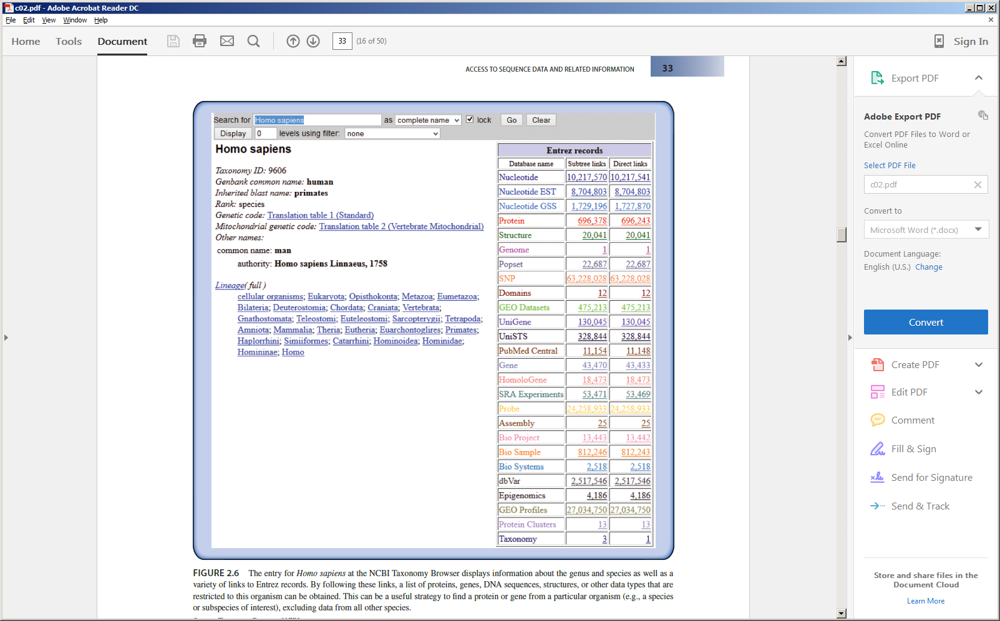 c02.pdf - Adobe Acrobat Reader DC
File Edit View Window Help
Home Tools Document 33 (16 of 50) Sign In
ACCESS TO SEQUENCE DATA AND RELATED INFORMATION 33
Search for Homo sapiens as complete name lock Go Clear
Display 0 levels using filter: none
Homo sapiens
Taxonomy ID: 9606
Genbank common name: human
Inherited blast name: primates
Rank: species
Genetic code: Translation table 1 (Standard)
Mitochondrial genetic code: Translation table 2 (Vertebrate Mitochondrial)
Other names:
common name: man
authority: Homo sapiens Linnaeus, 1758
Lineage( full )
cellular organisms; Eukaryota; Opisthokonta; Metazoa; Eumetazoa;
Bilateria; Deuterostomia; Chordata; Craniata; Vertebrata;
Gnathostomata; Teleostomi; Euteleostomi; Sarcopterygii; Tetrapoda;
Amniota; Mammalia; Theria; Eutheria; Euarchontoglires; Primates;
Haplorrhini; Simiiformes; Catarrhini; Hominoidea; Hominidae;
Homininae; Homo
Entrez records
Database name Subtree links Direct links
Nucleotide 10,217,570 10,217,541
Nucleotide EST 8,704,803 8,704,803
Nucleotide GSS 1,729,196 1,727,870
Protein 696,378 696,243
Structure 20,041 20,041
Genome 1 1
Popset 22,687 22,687
SNP 63,228,028 63,228,028
Domains 12 12
GEO Datasets 475,213 475,213
UniGene 130,045 130,045
UniSTS 328,844 328,844
PubMed Central 11,154 11,148
Gene 43,470 43,433
HomoloGene 18,473 18,473
SRA Experiments 53,471 53,469
Probe 24,258,933 24,258,933
Assembly 25 25
Bio Project 13,443 13,442
Bio Sample 812,246 812,243
Bio Systems 2,518 2,518
dbVar 2,517,546 2,517,546
Epigenomics 4,186 4,186
GEO Profiles 27,034,750 27,034,750
Protein Clusters 13 13
Taxonomy 3 1
FIGURE 2.6 The entry for Homo sapiens at the NCBI Taxonomy Browser displays information about the genus and species as well as a
variety of links to Entrez records. By following these links, a list of proteins, genes, DNA sequences, structures, or other data types that are
restricted to this organism can be obtained. This can be a useful strategy to find a protein or gene from a particular organism (e.g., a species
or subspecies of interest), excluding data from all other species.
Export PDF
Adobe Export PDF
Convert PDF Files to Word or
Excel Online
Select PDF File
c02.pdf
Convert to
Microsoft Word (*.docx)
Document Language:
English (U.S.) Change
Convert
Create PDF
Edit PDF
Comment
Fill & Sign
Send for Signature
Send & Track
Store and share files in the
Document Cloud
Learn More